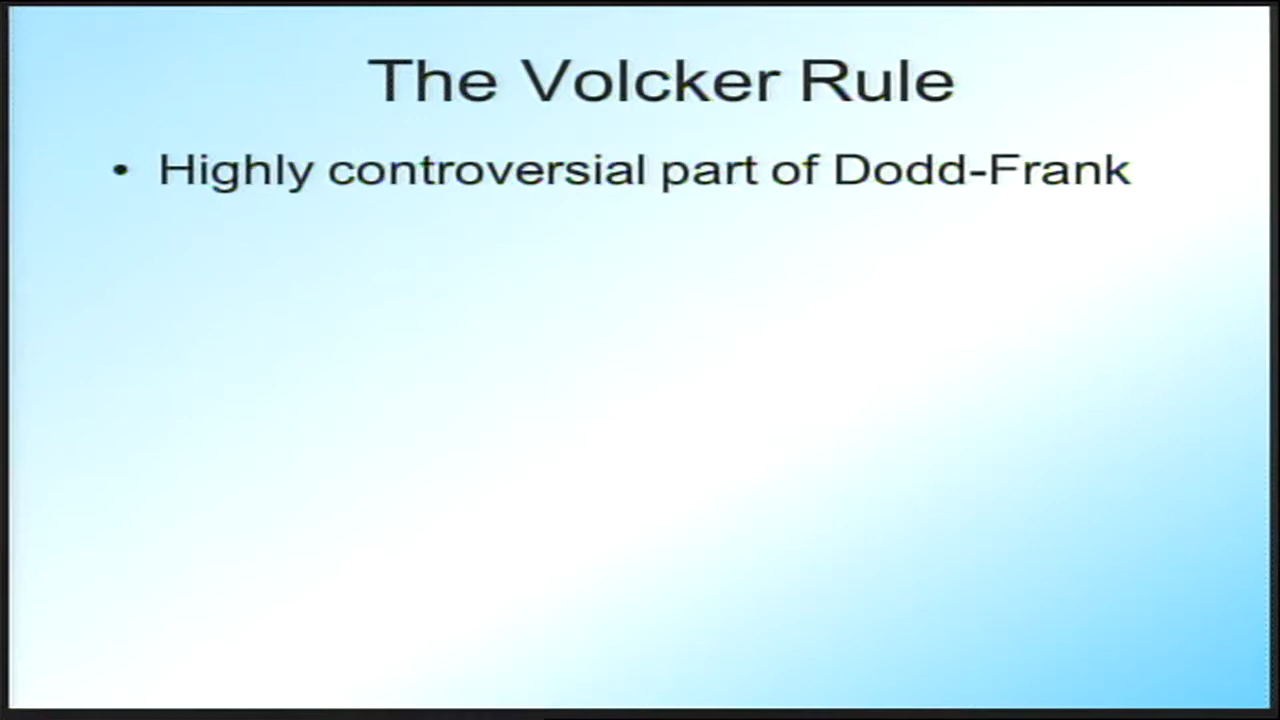 The Volcker Rule
• Highly controversial part of Dodd-Frank